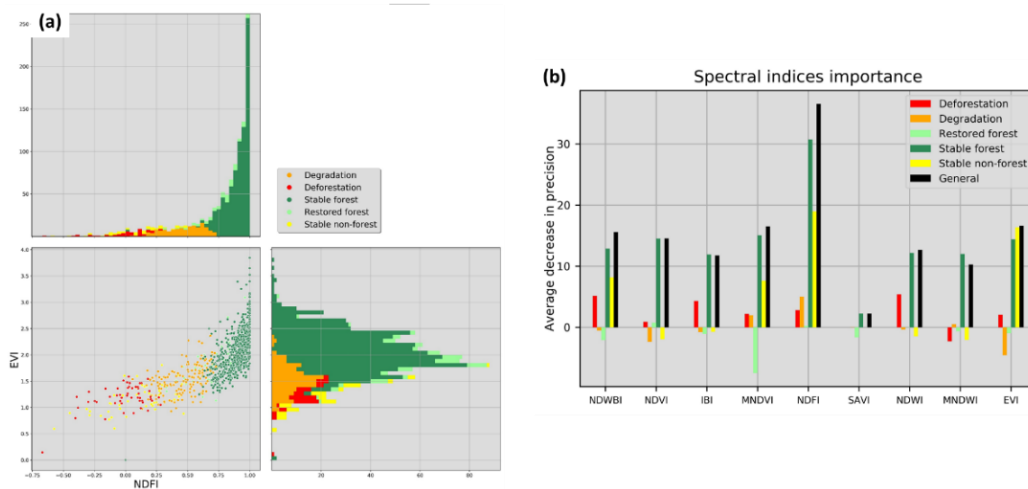 (a)
250
200
150
100
50
Degradation
Deforestation
Stable forest
Restored forest
Stable non-forest
4.0
3.5
3.0
2.5
2.0
1.5
1.0
0.5
0.0
EVI
-0.75 -0.50 -0.25 0.00 0.25 0.50 0.75 1.00
NDFI
20 40 60 80
(b)
Spectral indices importance
Average decrease in precision
30
20
10
0
Deforestation
Degradation
Restored forest
Stable forest
Stable non-forest
General
NDWBI NDVI IBI MNDVI NDFI SAVI NDWI MNDWI EVI